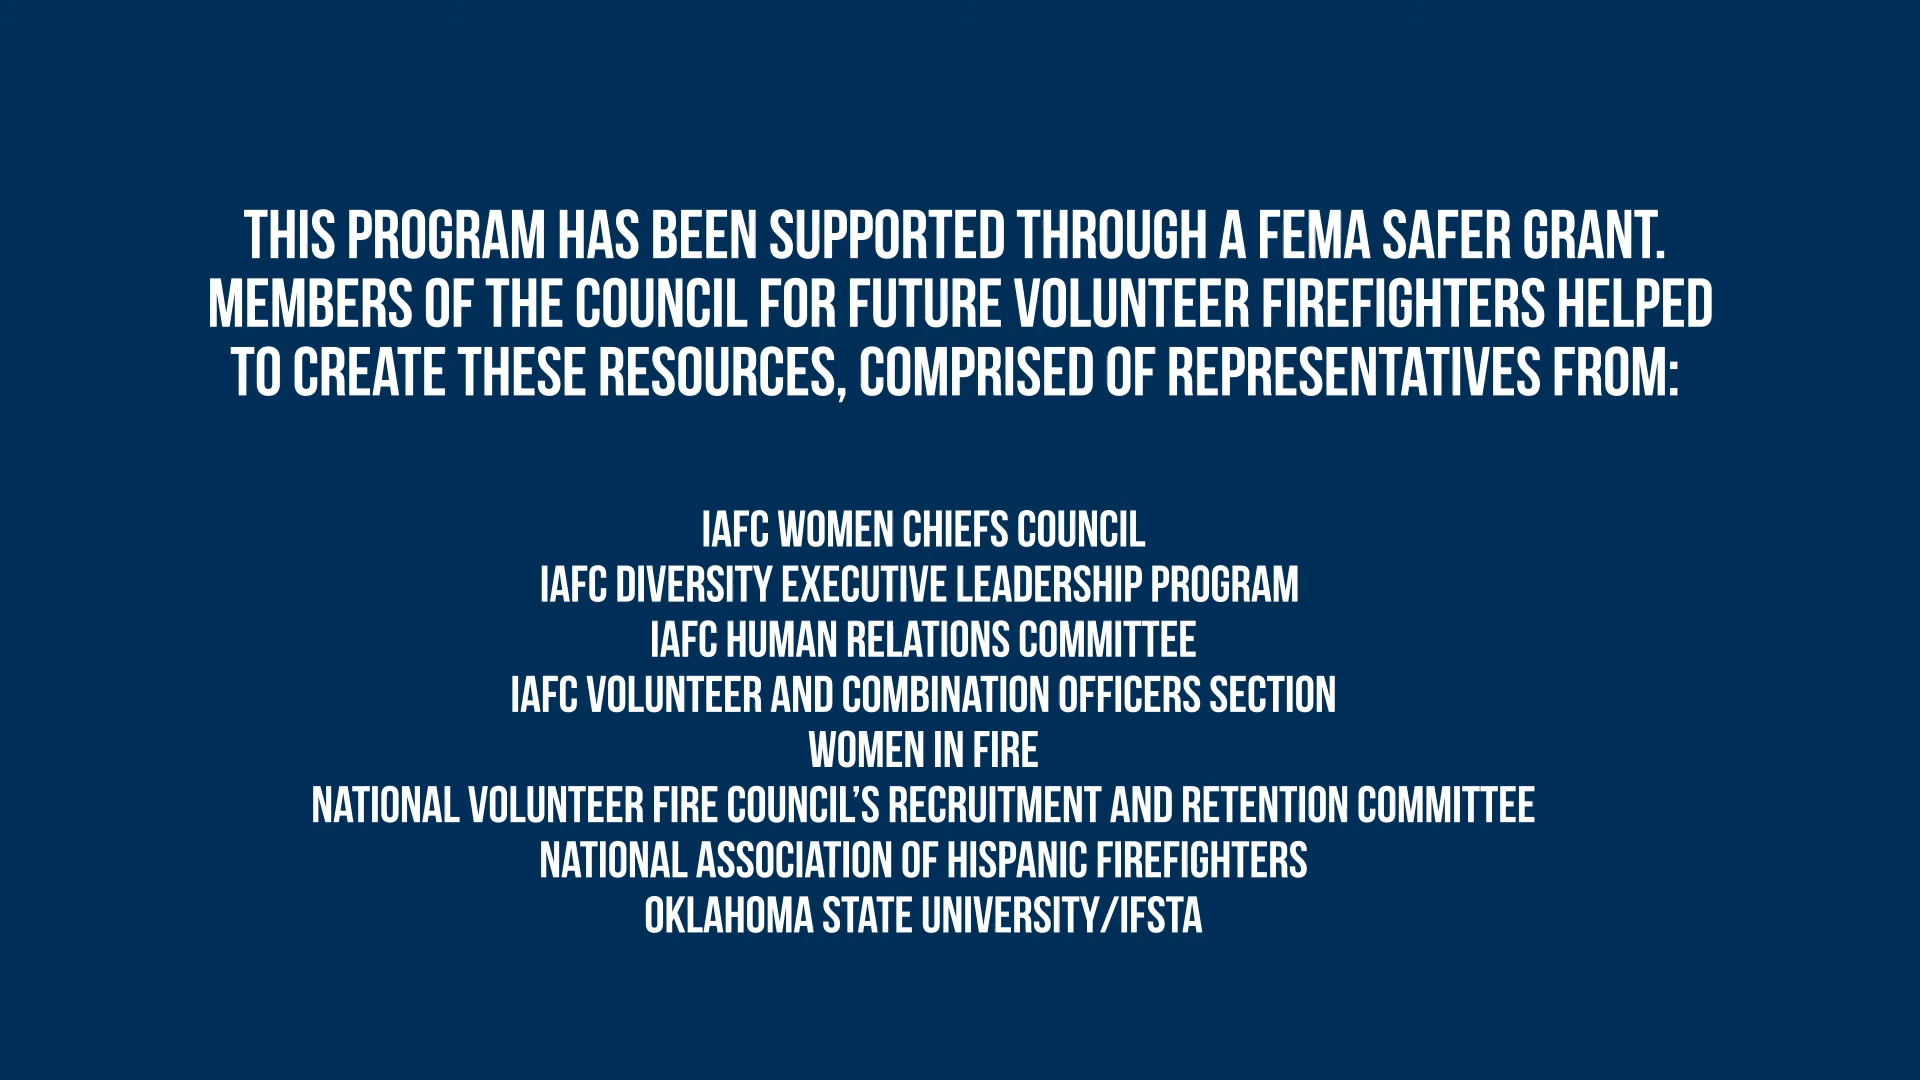 THIS PROGRAM HAS BEEN SUPPORTED THROUGH A FEMA SAFER GRANT.
MEMBERS OF THE COUNCIL FOR FUTURE VOLUNTEER FIREFIGHTERS HELPED
TO CREATE THESE RESOURCES, COMPRISED OF REPRESENTATIVES FROM:
IAFC WOMEN CHIEFS COUNCIL
IAFC DIVERSITY EXECUTIVE LEADERSHIP PROGRAM
IAFC HUMAN RELATIONS COMMITTEE
IAFC VOLUNTEER AND COMBINATION OFFICERS SECTION
WOMEN IN FIRE
NATIONAL VOLUNTEER FIRE COUNCIL’S RECRUITMENT AND RETENTION COMMITTEE
NATIONAL ASSOCIATION OF HISPANIC FIREFIGHTERS
OKLAHOMA STATE UNIVERSITY/IFSTA